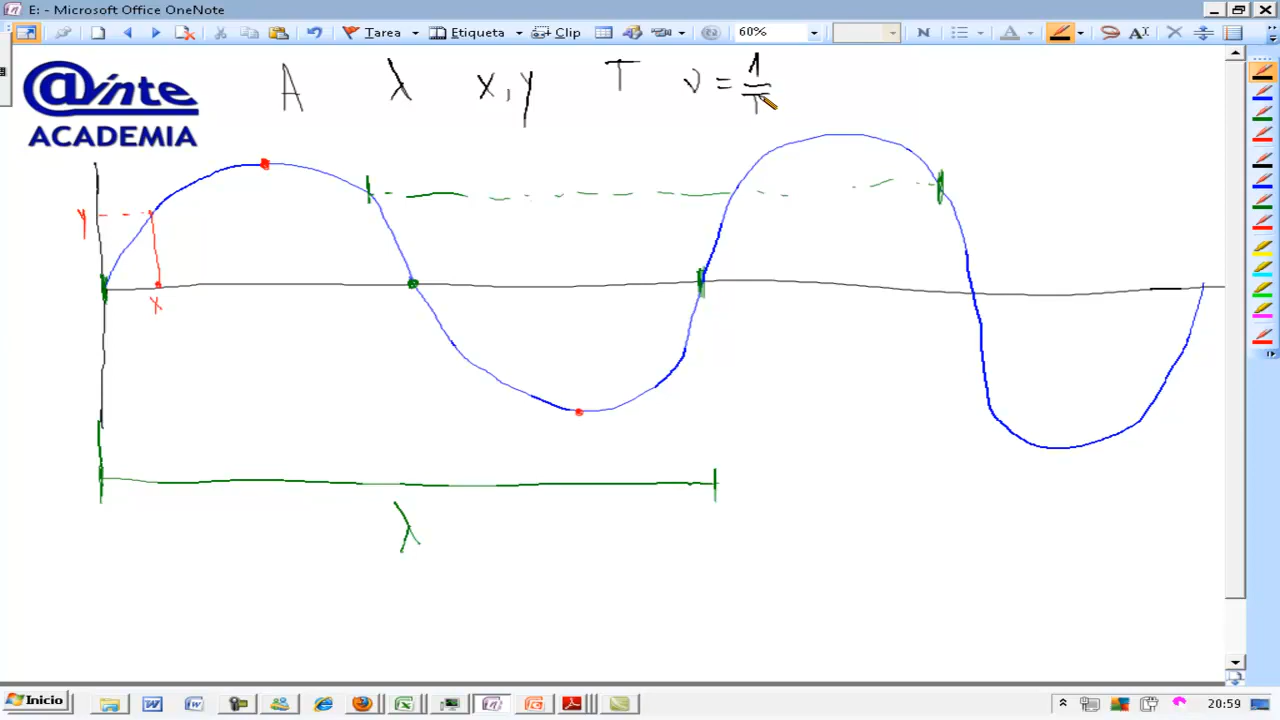 E: - Microsoft Office OneNote
Tarea Etiqueta Clip 60% N A
@inte
ACADEMIA
A λ x, y T ν = 1/T
y
x
λ
Inicio 20:59